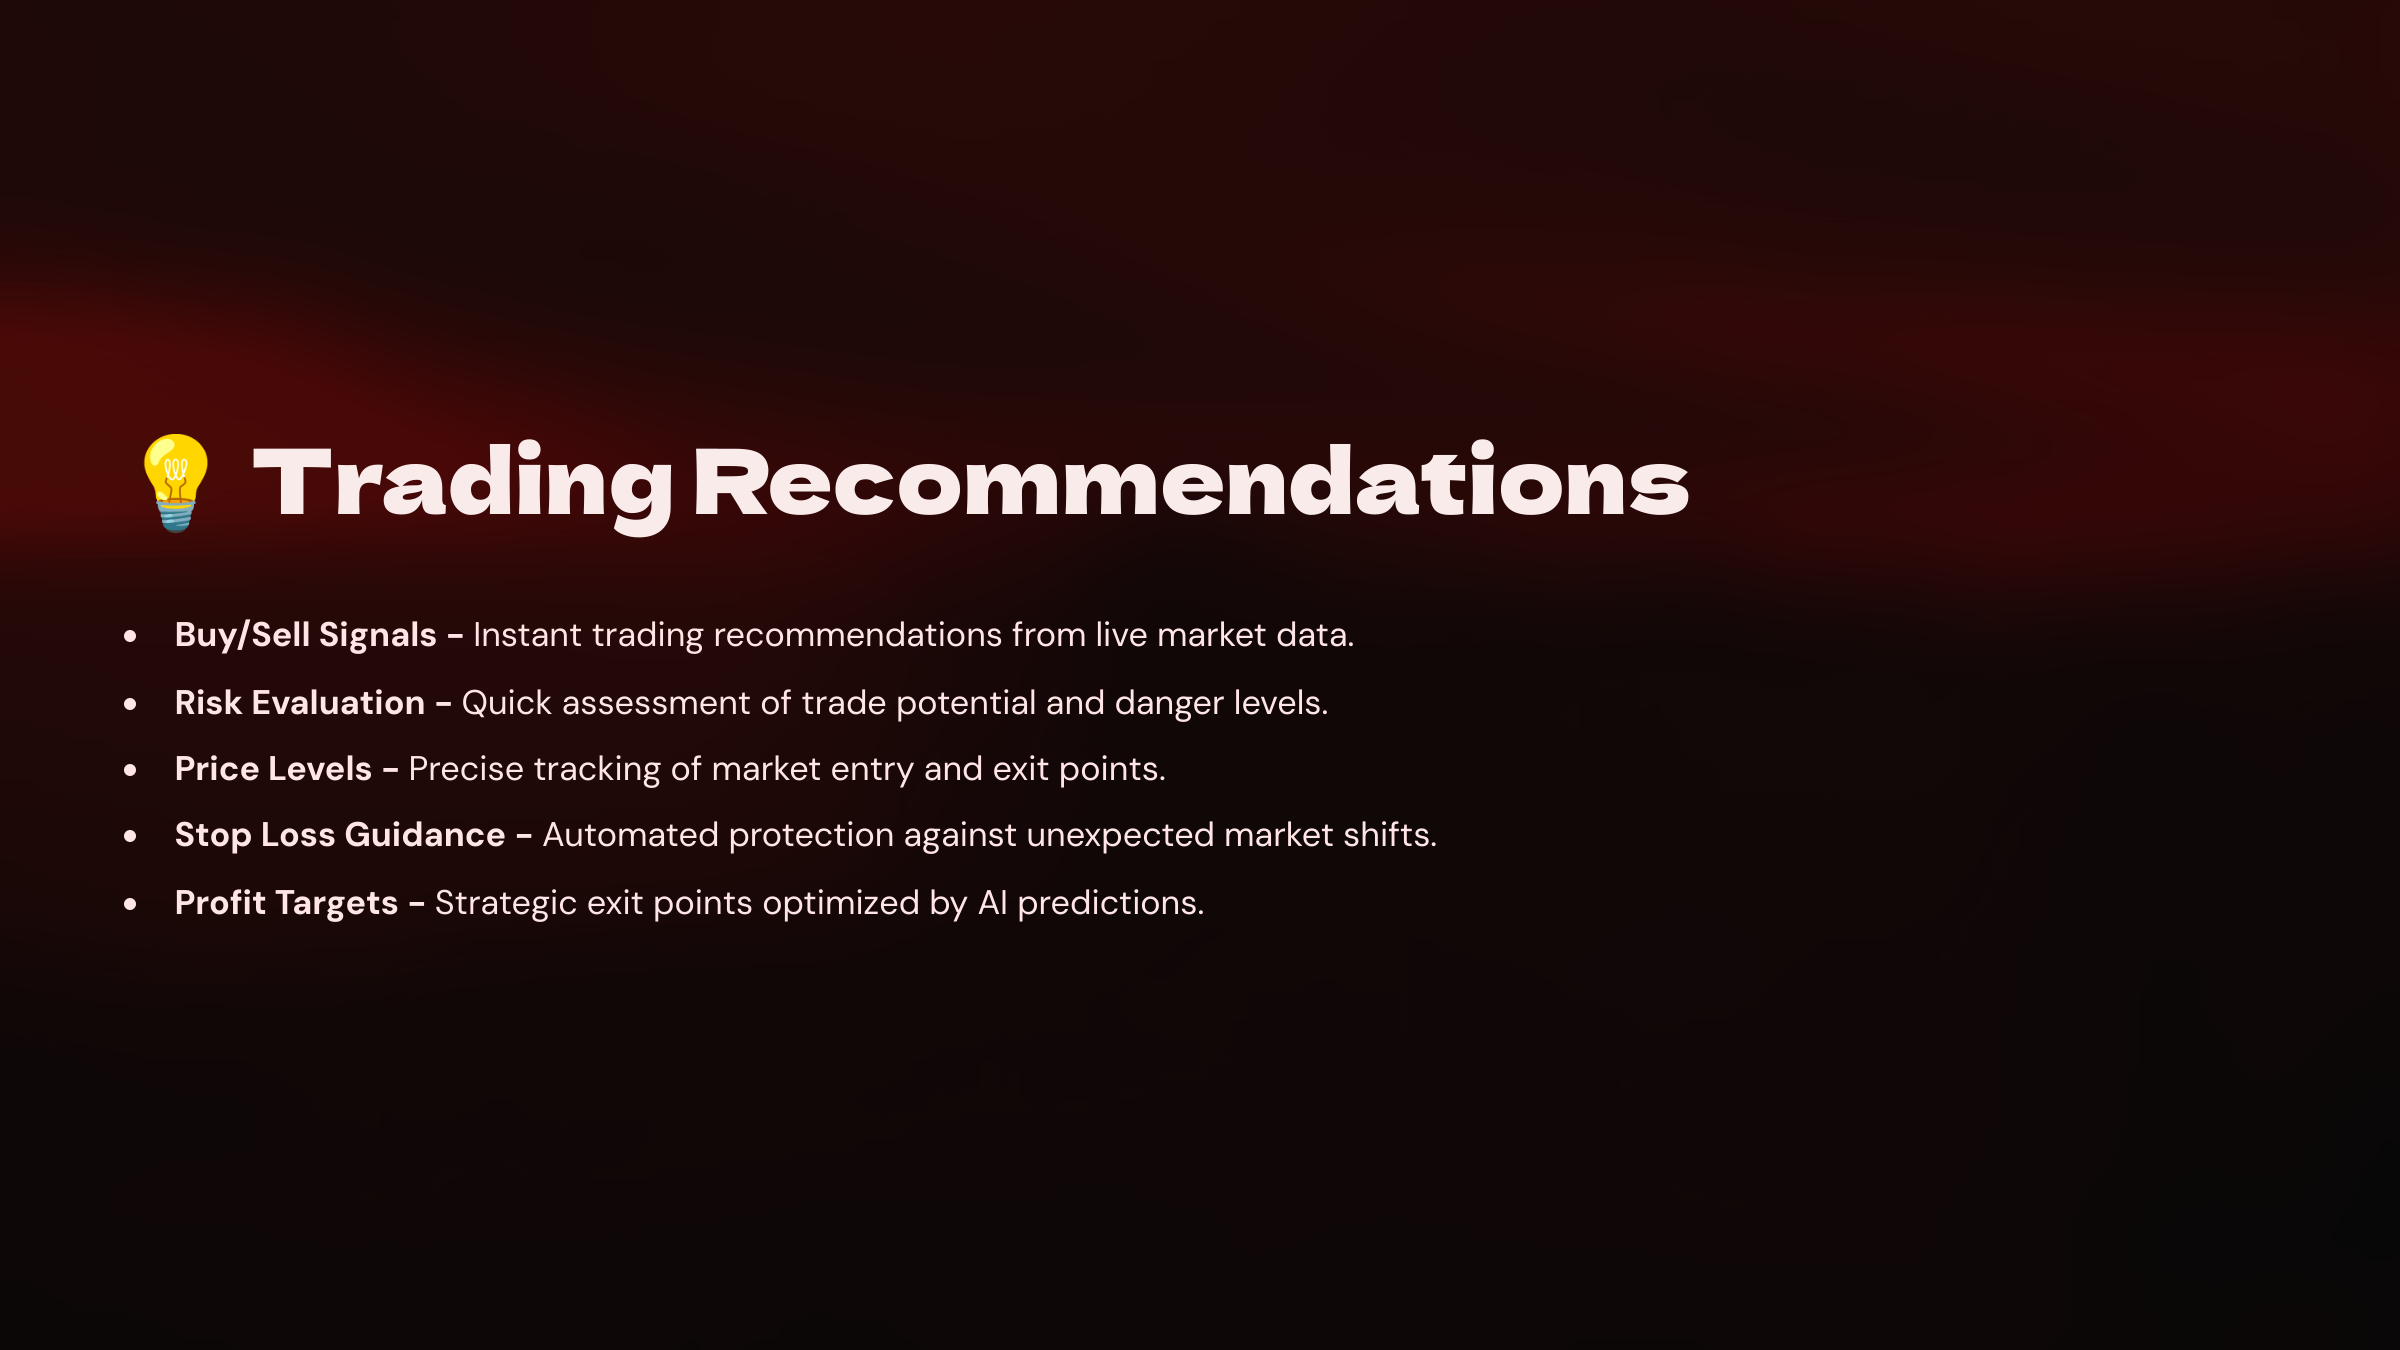 💡 Trading Recommendations
• Buy/Sell Signals - Instant trading recommendations from live market data.
• Risk Evaluation - Quick assessment of trade potential and danger levels.
• Price Levels - Precise tracking of market entry and exit points.
• Stop Loss Guidance - Automated protection against unexpected market shifts.
• Profit Targets - Strategic exit points optimized by AI predictions.